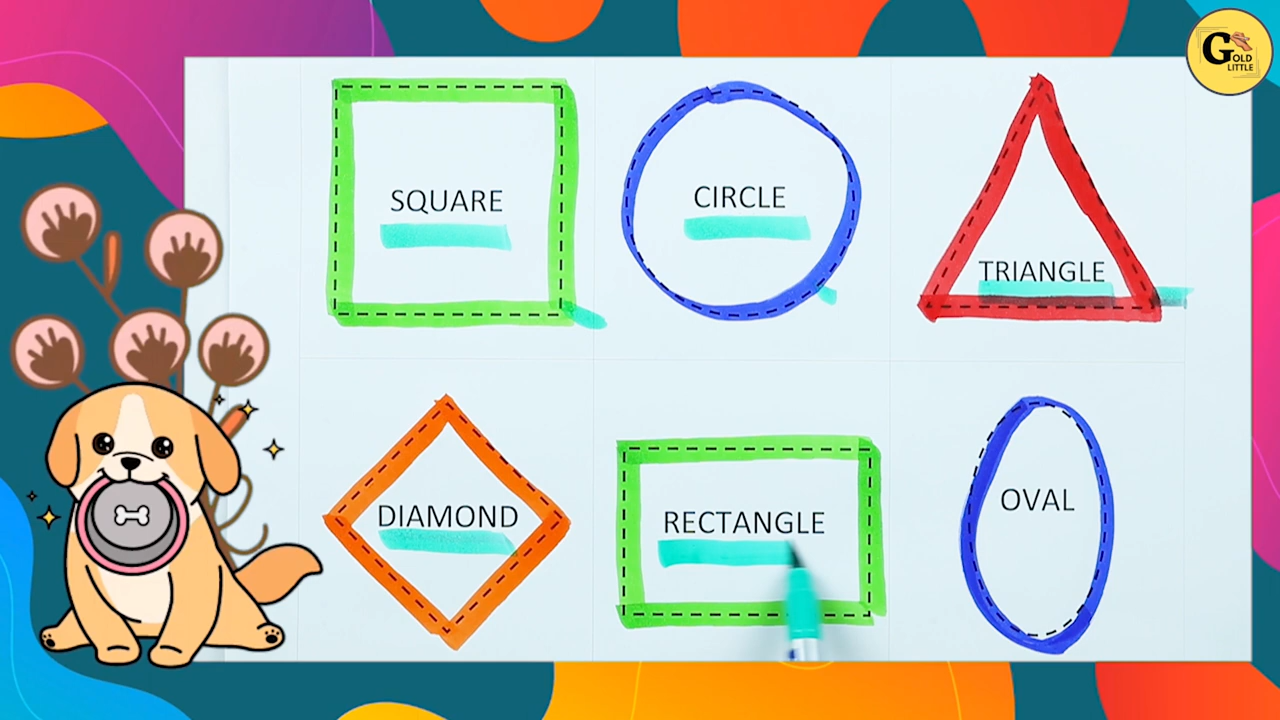 GOLD
LITTLE
SQUARE
CIRCLE
TRIANGLE
DIAMOND
RECTANGLE
OVAL